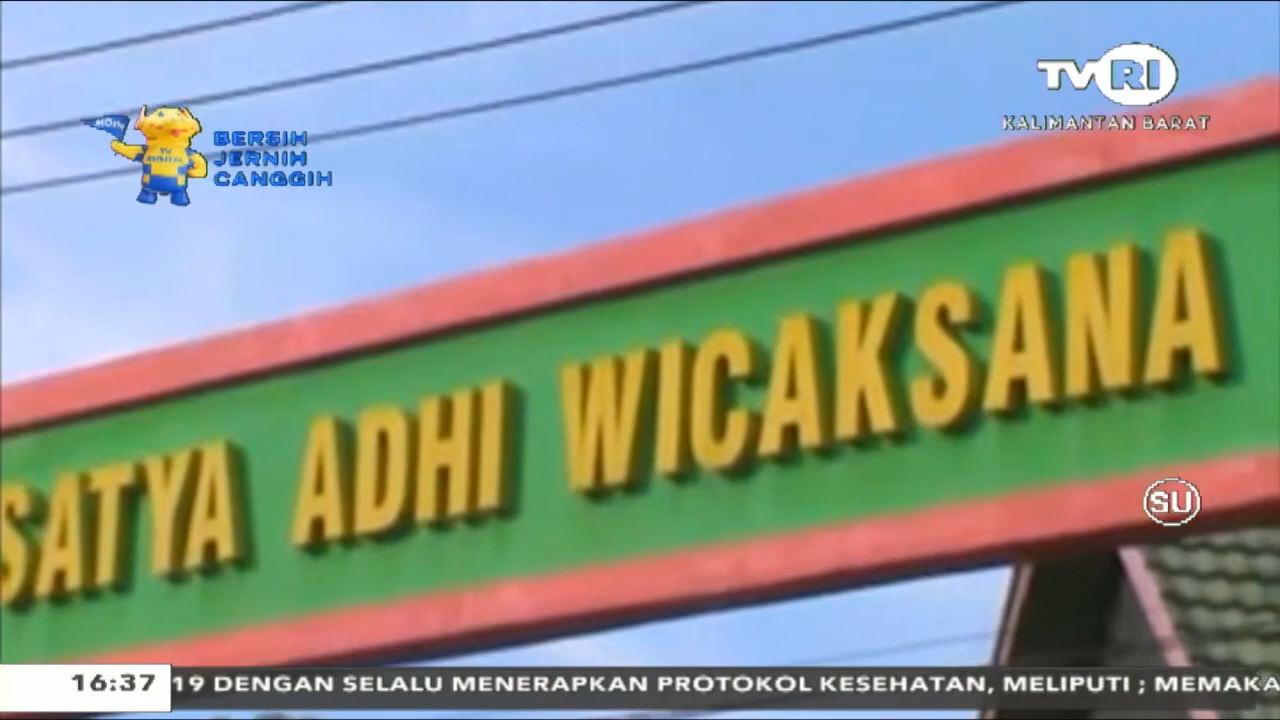 TVRI
KALIMANTAN BARAT
BERSIH
JERNIH
CANGGIH
SATYA ADHI WICAKSANA
SU
16:37
19 DENGAN SELALU MENERAPKAN PROTOKOL KESEHATAN, MELIPUTI ; MEMAKA